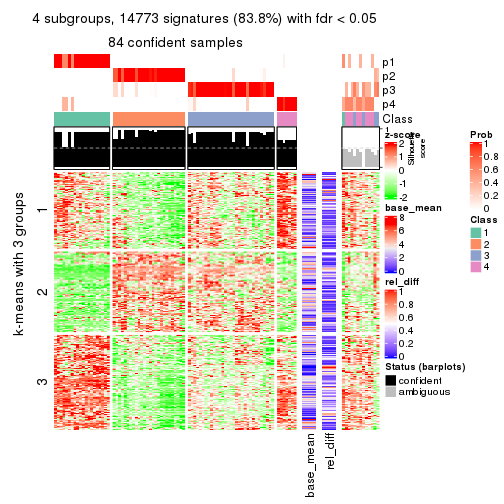 4 subgroups, 14773 signatures (83.8%) with fdr < 0.05
84 confident samples
p1
p2
p3
p4
Class
1
Silhouette
score
k-means with 3 groups
1
2
3
base_mean
rel_diff
z-score
2
1
0
-1
-2
base_mean
8
6
4
2
0
rel_diff
1
0.8
0.6
0.4
0.2
0
Status (barplots)
confident
ambiguous
Prob
1
0.8
0.6
0.4
0.2
0
Class
1
2
3
4